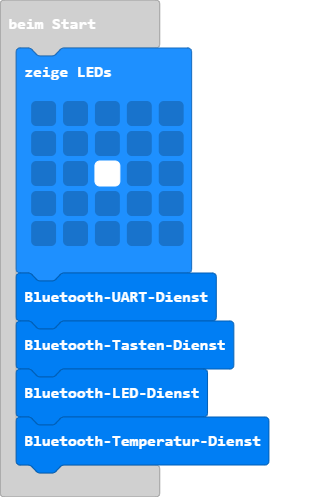 beim Start
zeige LEDs
Bluetooth-UART-Dienst
Bluetooth-Tasten-Dienst
Bluetooth-LED-Dienst
Bluetooth-Temperatur-Dienst